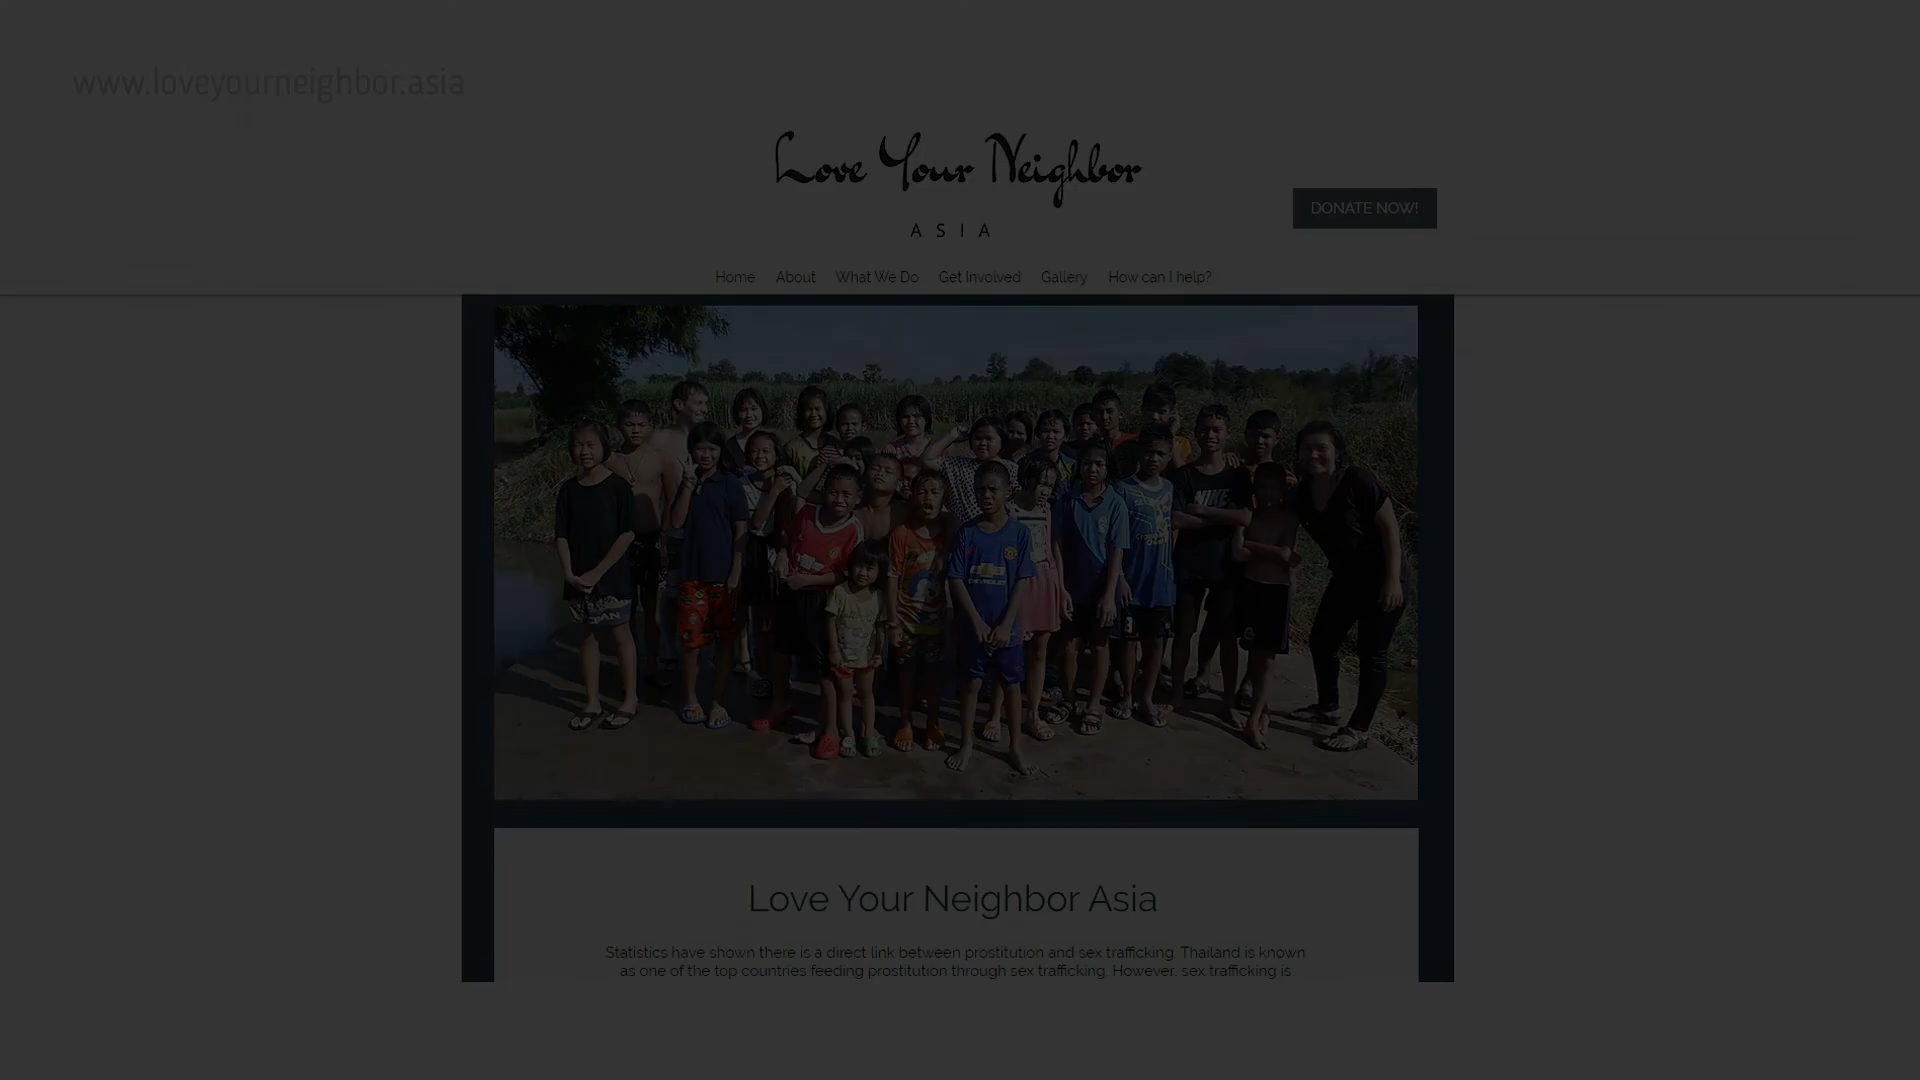 www.loveyourneighbor.asia
Love Your Neighbor
ASIA
DONATE NOW!
Home About What We Do Get Involved Gallery How can I help?
NIKE
CHEVROLET
Love Your Neighbor Asia
Statistics have shown there is a direct link between prostitution and sex trafficking. Thailand is known
as one of the top countries feeding prostitution through sex trafficking. However, sex trafficking is